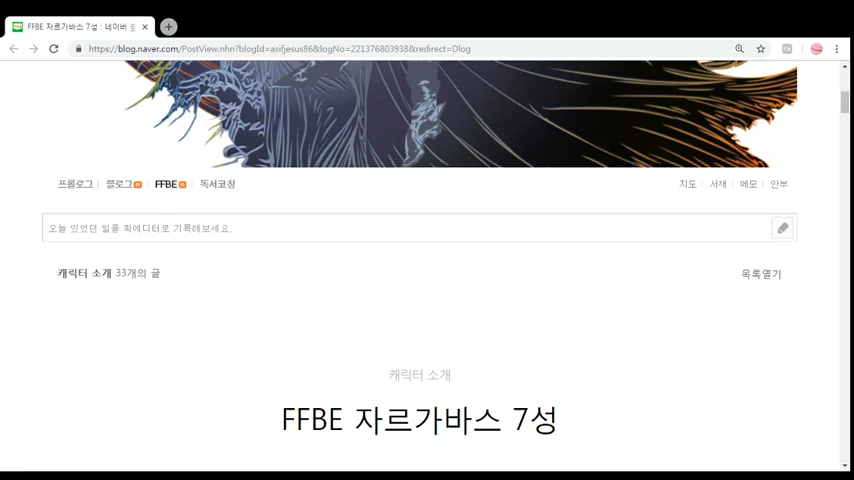 FFBE 자르가바스 7성 : 네이버 블
https://blog.naver.com/PostView.nhn?blogId=asifjesus86&logNo=221376803938&redirect=Dlog
프롤로그 블로그 FFBE 독서코칭 지도 서재 메모 안부
오늘 있었던 일을 퀵에디터로 기록해보세요.
캐릭터 소개 33개의 글 목록열기
캐릭터 소개
FFBE 자르가바스 7성